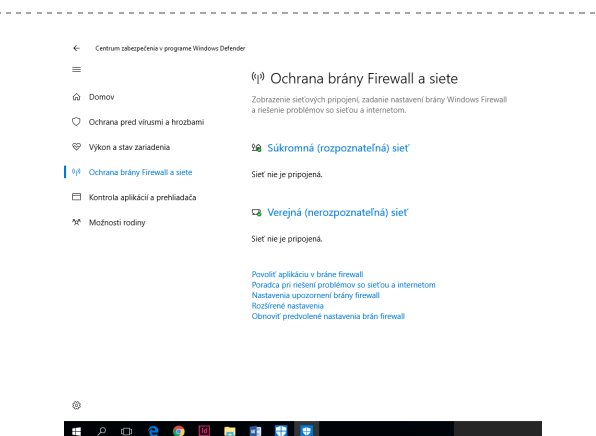 Centrum zabezpečenia v programe Windows Defender
Domov
Ochrana pred vírusmi a hrozbami
Výkon a stav zariadenia
Ochrana brány Firewall a siete
Kontrola aplikácií a prehliadača
Možnosti rodiny
Ochrana brány Firewall a siete
Zobrazenie sieťových pripojení, zadanie nastavení brány Windows Firewall
a riešenie problémov so sieťou a internetom.
Súkromná (rozpoznateľná) sieť
Sieť nie je pripojená.
Verejná (nerozpoznateľná) sieť
Sieť nie je pripojená.
Povoliť aplikáciu v bráne firewall
Poradca pri riešení problémov so sieťou a internetom
Nastavenia upozornení brány firewall
Rozšírené nastavenia
Obnoviť predvolené nastavenia brán firewall
Id